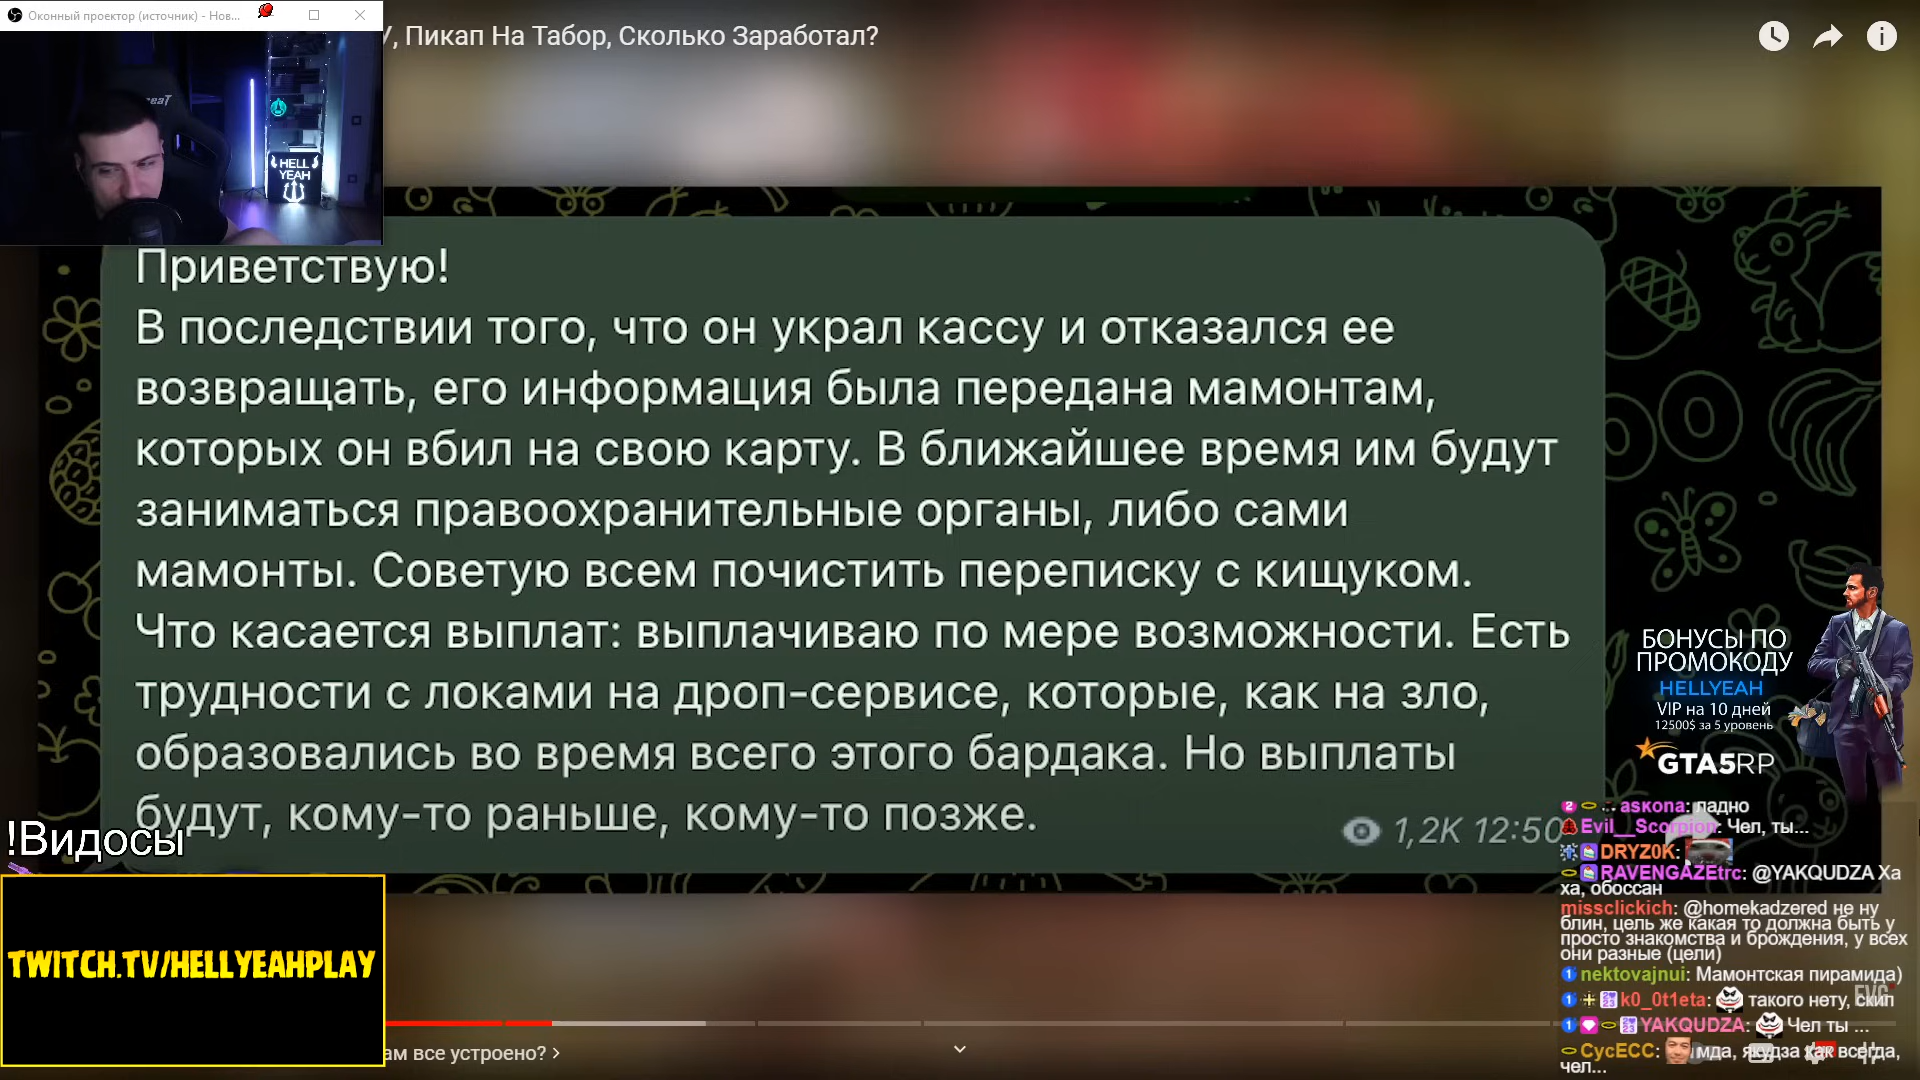 Оконный проектор (источник) - Нов...
, Пикап На Табор, Сколько Заработал?
HELL
YEAH
Приветствую!
В последствии того, что он украл кассу и отказался ее
возвращать, его информация была передана мамонтам,
которых он вбил на свою карту. В ближайшее время им будут
заниматься правоохранительные органы, либо сами
мамонты. Советую всем почистить переписку с кищуком.
Что касается выплат: выплачиваю по мере возможности. Есть
трудности с локами на дроп-сервисе, которые, как на зло,
образовались во время всего этого бардака. Но выплаты
будут, кому-то раньше, кому-то позже.
1,2K 12:50
БОНУСЫ ПО
ПРОМОКОДУ
HELLYEAH
VIP на 10 дней
12500$ за 5 уровень
GTA5RP
!Видосы
TWITCH.TV/HELLYEAHPLAY
ам все устроено?
askona: ладно
Evil__Scorpion: Чел, ты...
DRYZ0K:
RAVENGAZEtrc: @YAKQUDZA Ха
ха, обоссан
missclickich: @homekadzered не ну
блин, цель же какая то должна быть у
просто знакомства и брождения, у всех
они разные (цели)
nektovajnui: Мамонтская пирамида)
k0_0t1eta: такого нету, скип
YAKQUDZA: Чел ты ...
CycECC: мда, якудза как всегда,
чел...